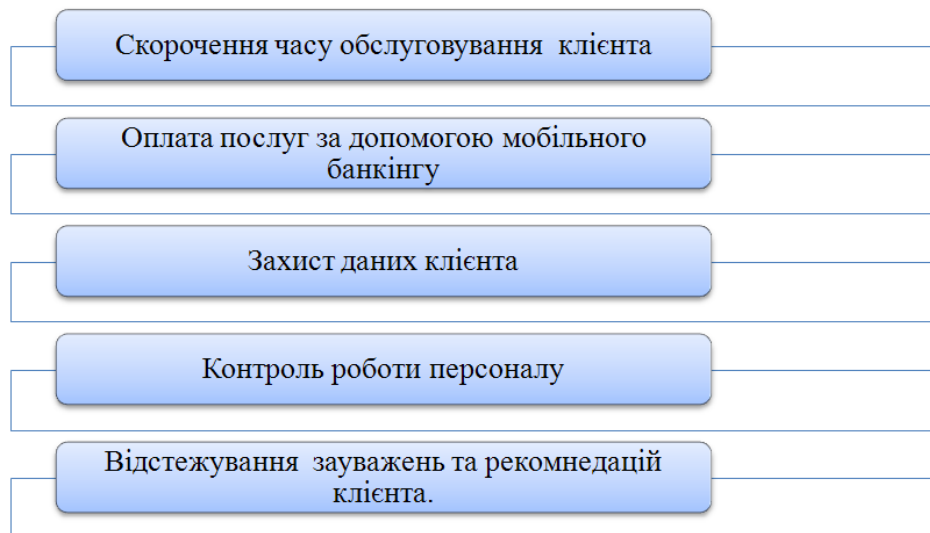 Скорочення часу обслуговування клієнта
Оплата послуг за допомогою мобільного
банкінгу
Захист даних клієнта
Контроль роботи персоналу
Відстежування зауважень та рекомнедацій
клієнта.